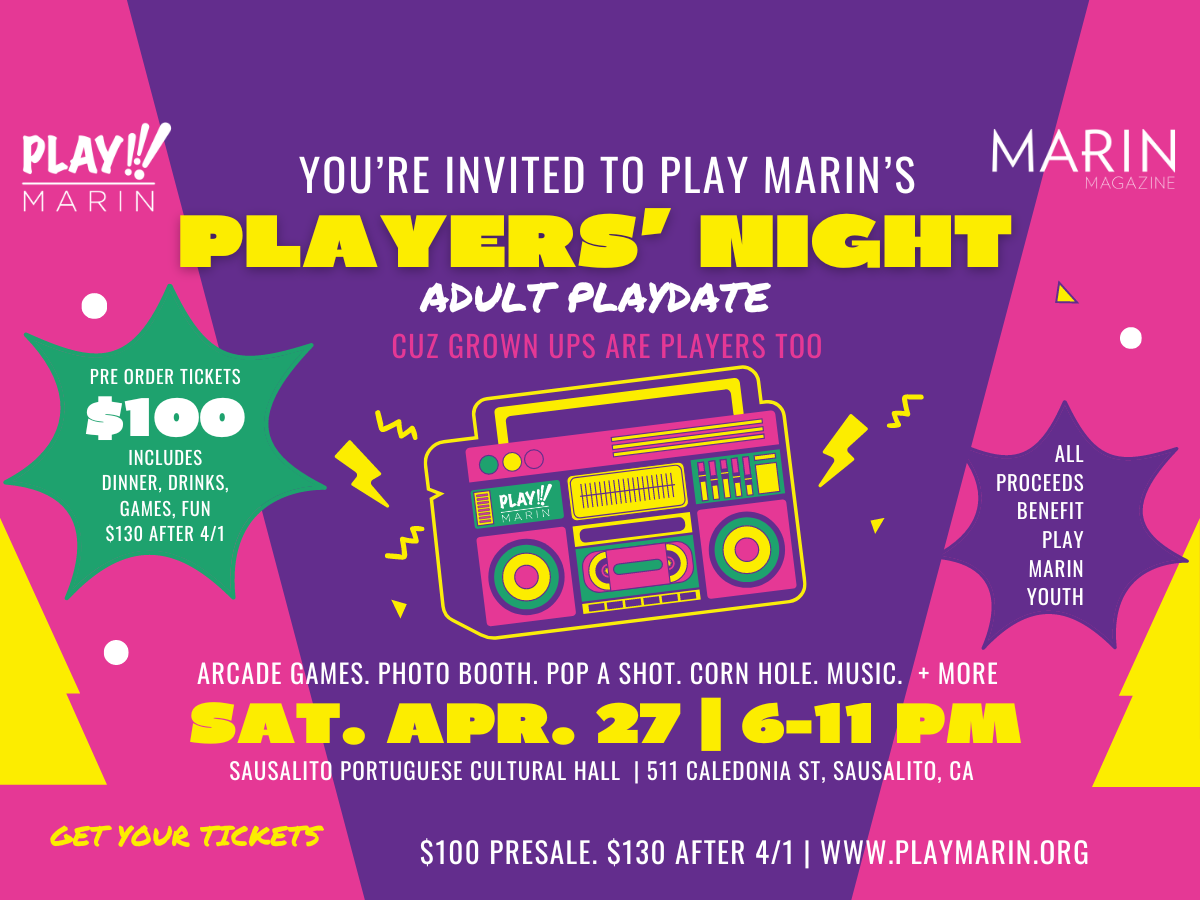 PLAY!!!
MARIN
MARIN
MAGAZINE
YOU'RE INVITED TO PLAY MARIN'S
PLAYERS' NIGHT
ADULT PLAYDATE
CUZ GROWN UPS ARE PLAYERS TOO
PRE ORDER TICKETS
$100
INCLUDES
DINNER, DRINKS,
GAMES, FUN
$130 AFTER 4/1
PLAY!!!
MARIN
ALL
PROCEEDS
BENEFIT
PLAY
MARIN
YOUTH
ARCADE GAMES. PHOTO BOOTH. POP A SHOT. CORN HOLE. MUSIC. + MORE
SAT. APR. 27 | 6-11 PM
SAUSALITO PORTUGUESE CULTURAL HALL | 511 CALEDONIA ST, SAUSALITO, CA
GET YOUR TICKETS
$100 PRESALE. $130 AFTER 4/1 | WWW.PLAYMARIN.ORG